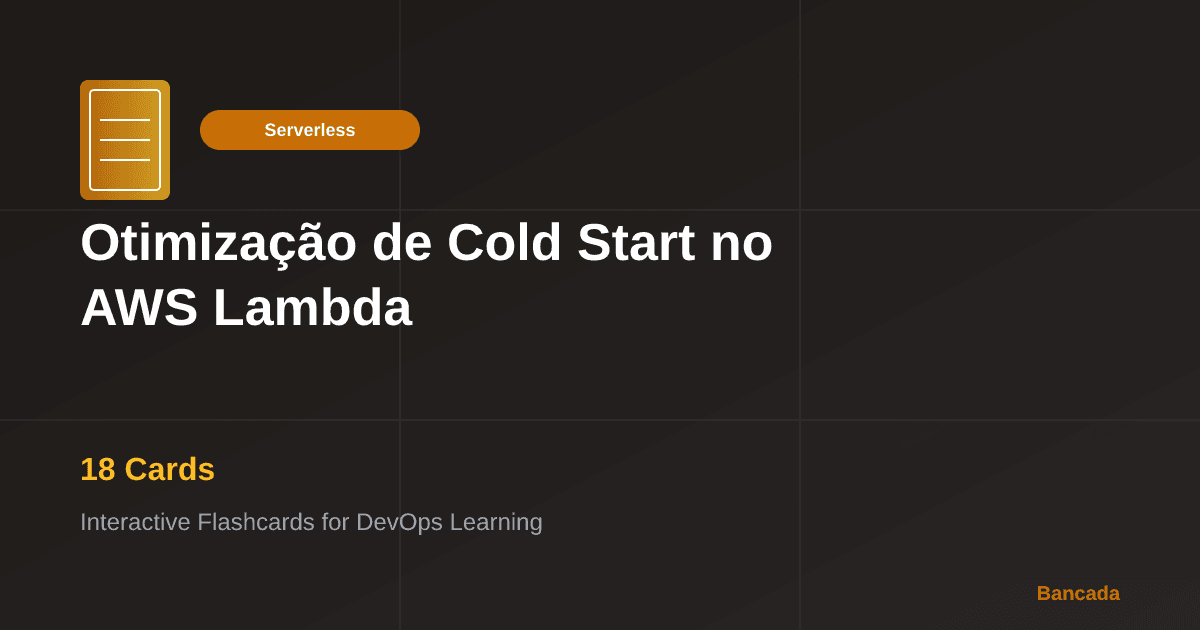 Serverless
Otimização de Cold Start no
AWS Lambda
18 Cards
Interactive Flashcards for DevOps Learning
Bancada